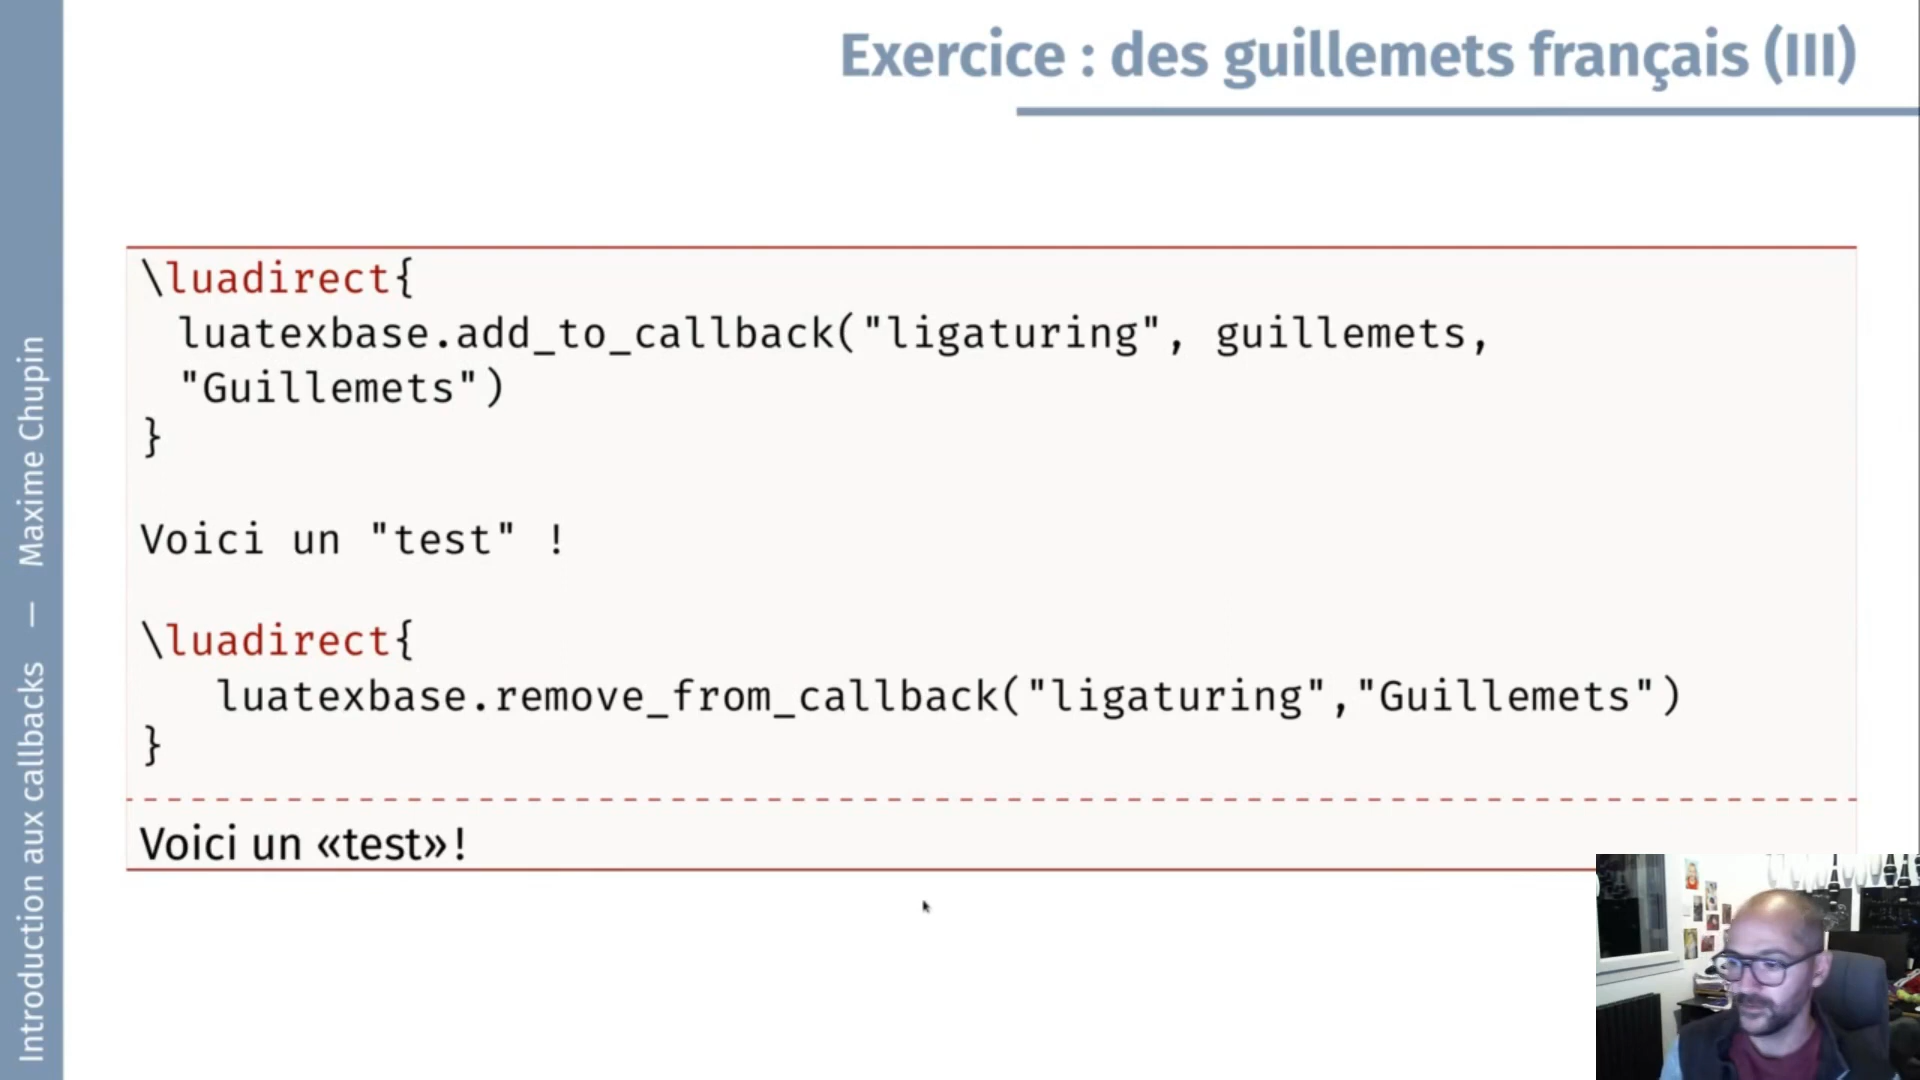 Exercice : des guillemets français (III)
\luadirect{
luatexbase.add_to_callback("ligaturing", guillemets,
"Guillemets")
}
Voici un "test" !
\luadirect{
luatexbase.remove_from_callback("ligaturing","Guillemets")
}
Voici un «test» !
Introduction aux callbacks — Maxime Chupin